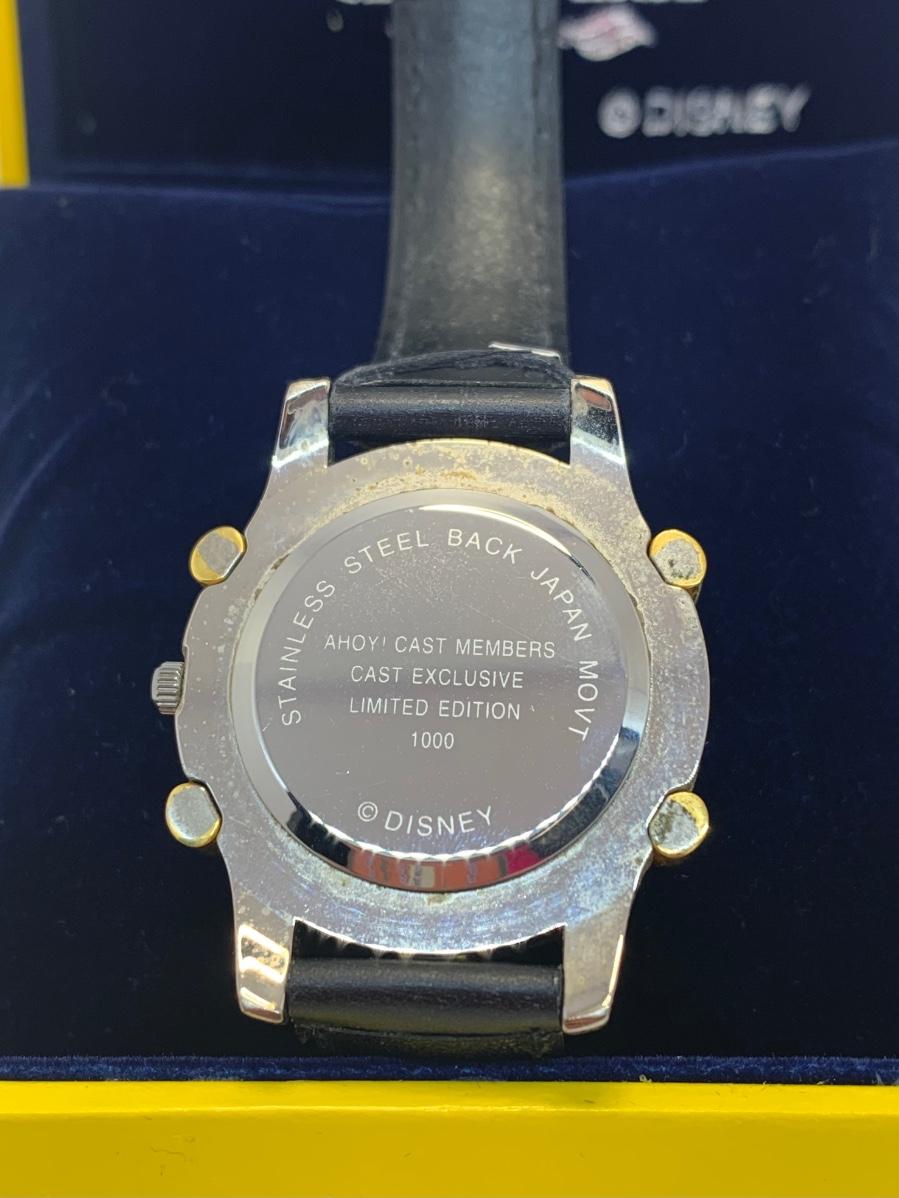 © DISNEY
STAINLESS STEEL BACK JAPAN MOVT
AHOY! CAST MEMBERS
CAST EXCLUSIVE
LIMITED EDITION
1000
© DISNEY